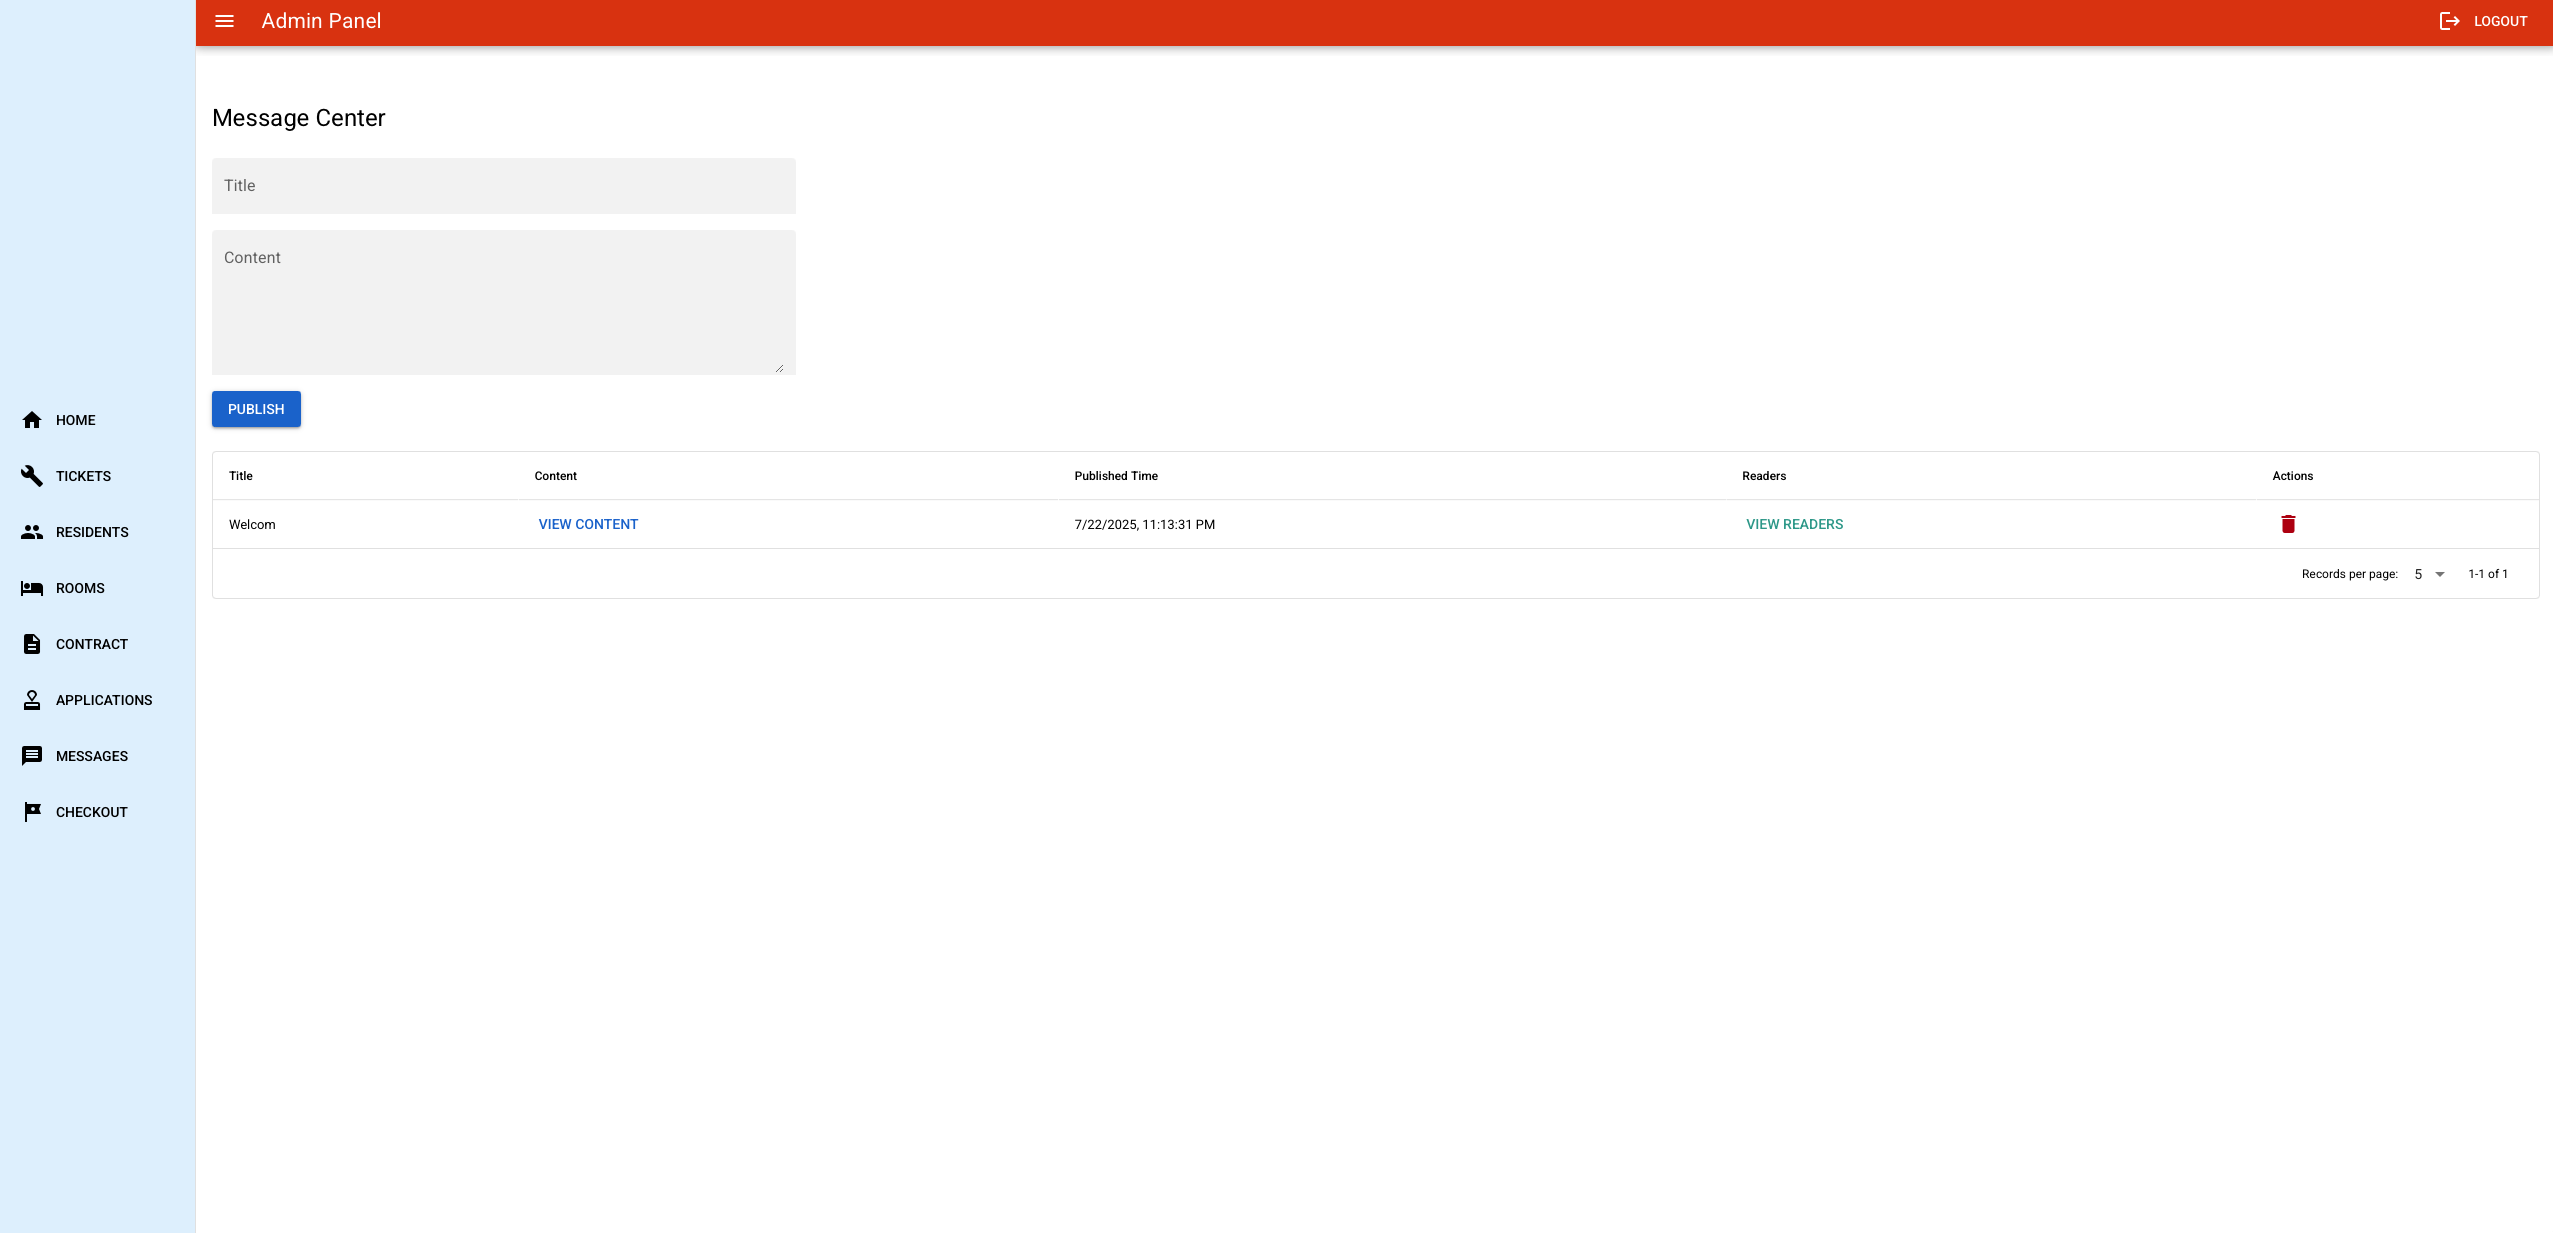 Admin Panel
LOGOUT
HOME
TICKETS
RESIDENTS
ROOMS
CONTRACT
APPLICATIONS
MESSAGES
CHECKOUT
Message Center
Title
Content
PUBLISH
Title Content Published Time Readers Actions
Welcom VIEW CONTENT 7/22/2025, 11:13:31 PM VIEW READERS
Records per page: 5 1-1 of 1